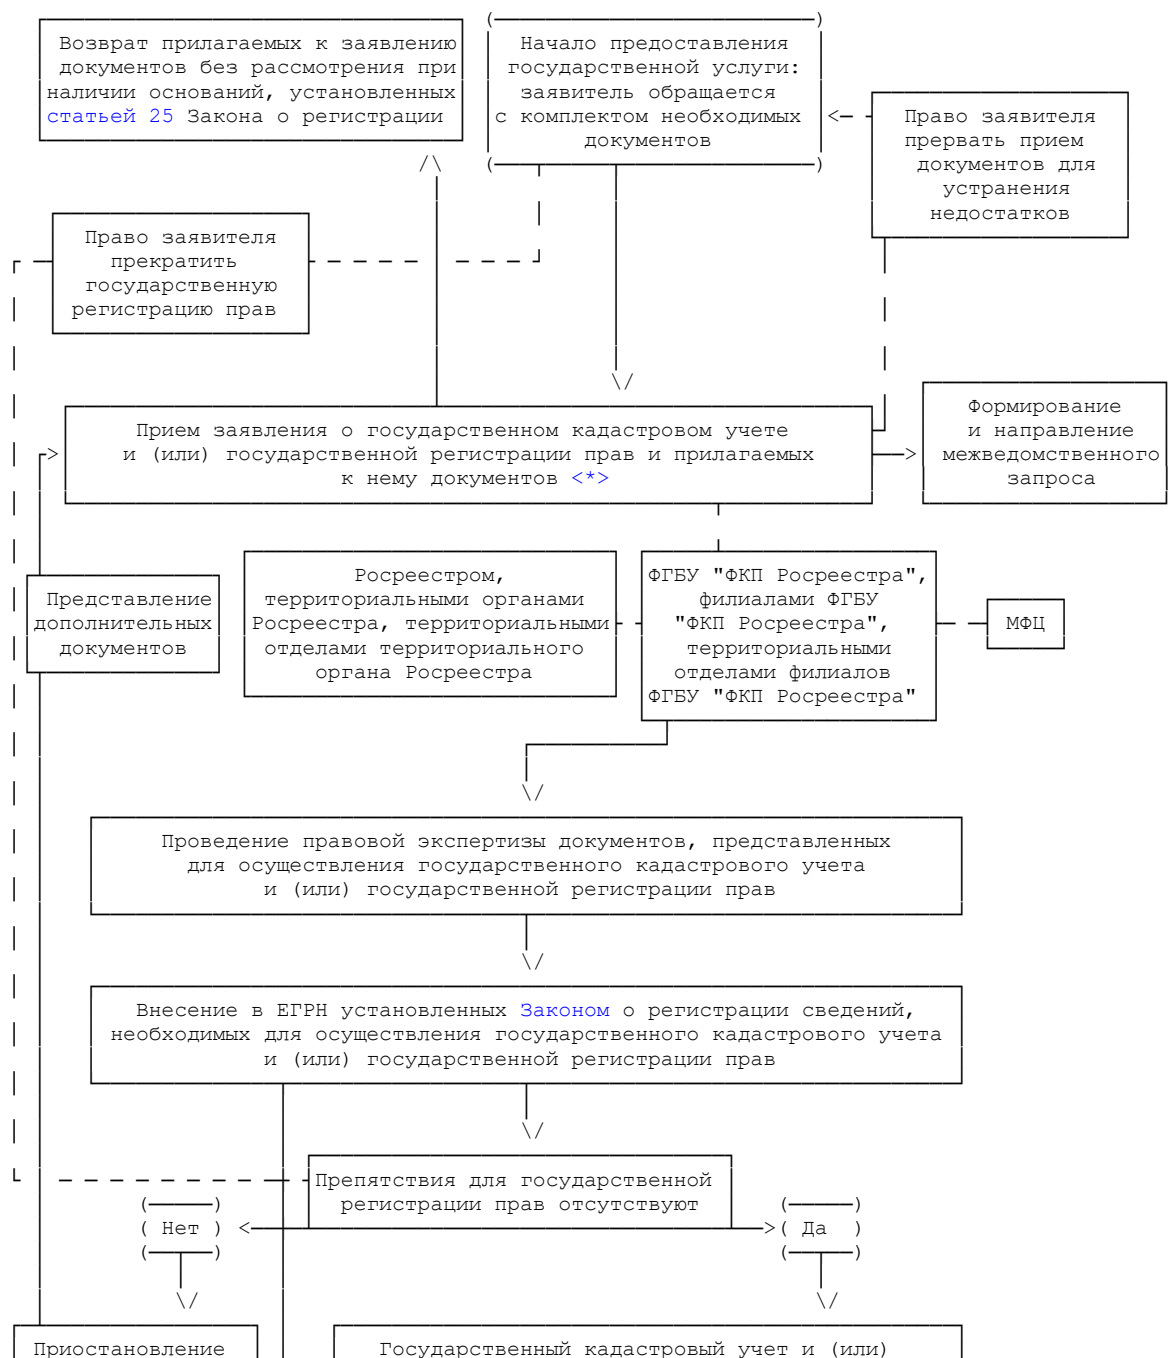 Возврат прилагаемых к заявлению
документов без рассмотрения при
наличии оснований, установленных
статьей 25 Закона о регистрации
Начало предоставления
государственной услуги:
заявитель обращается
с комплектом необходимых
документов
Право заявителя
прервать прием
документов для
устранения
недостатков
Право заявителя
прекратить
государственную
регистрацию прав
Прием заявления о государственном кадастровом учете
и (или) государственной регистрации прав и прилагаемых
к нему документов <*>
Формирование
и направление
межведомственного
запроса
Представление
дополнительных
документов
Росреестром,
территориальными органами
Росреестра, территориальными
отделами территориального
органа Росреестра
ФГБУ "ФКП Росреестра",
филиалами ФГБУ
"ФКП Росреестра",
территориальными
отделами филиалов
ФГБУ "ФКП Росреестра"
МФЦ
Проведение правовой экспертизы документов, представленных
для осуществления государственного кадастрового учета
и (или) государственной регистрации прав
Внесение в ЕГРН установленных Законом о регистрации сведений,
необходимых для осуществления государственного кадастрового учета
и (или) государственной регистрации прав
Препятствия для государственной
регистрации прав отсутствуют
Нет
Да
Приостановление
Государственный кадастровый учет и (или)